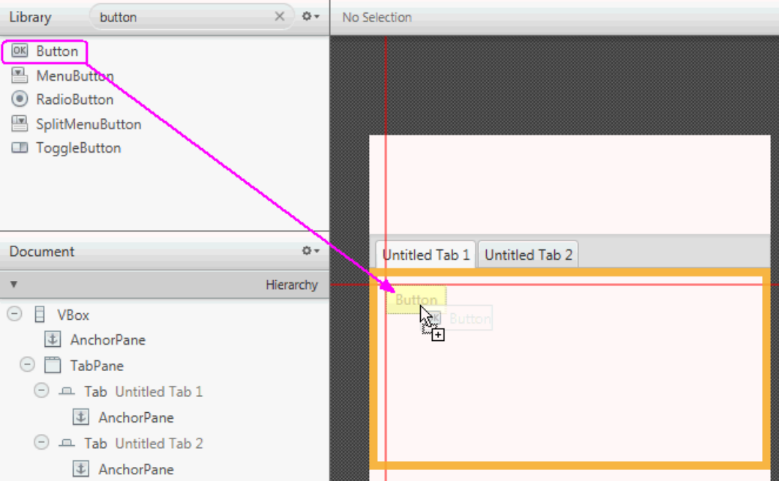 Library
button
No Selection
OK Button
MenuButton
RadioButton
SplitMenuButton
ToggleButton
Untitled Tab 1
Untitled Tab 2
Button
Button
Document
Hierarchy
VBox
AnchorPane
TabPane
Tab Untitled Tab 1
AnchorPane
Tab Untitled Tab 2
AnchorPane